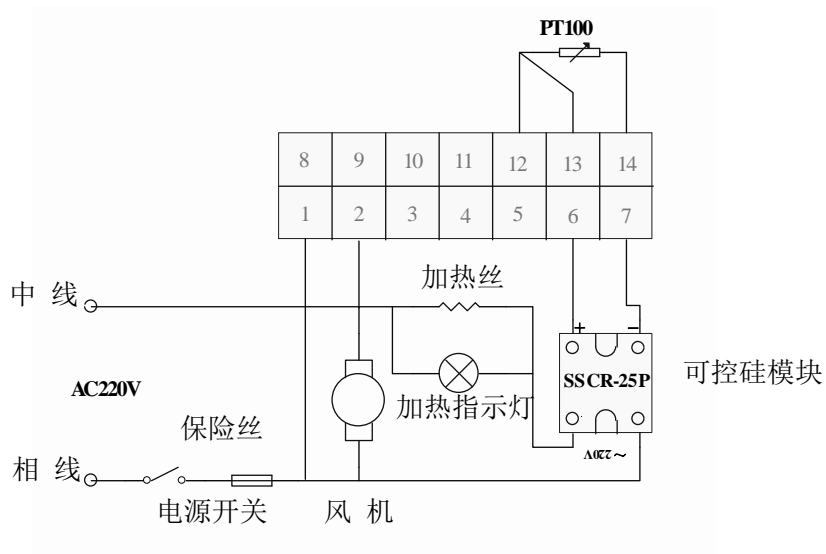 PT100
8 9 10 11 12 13 14
1 2 3 4 5 6 7
中 线
加热丝
+ −
SSCR-25P
可控硅模块
AC220V
加热指示灯
保险丝
~220V
相 线
电源开关
风 机